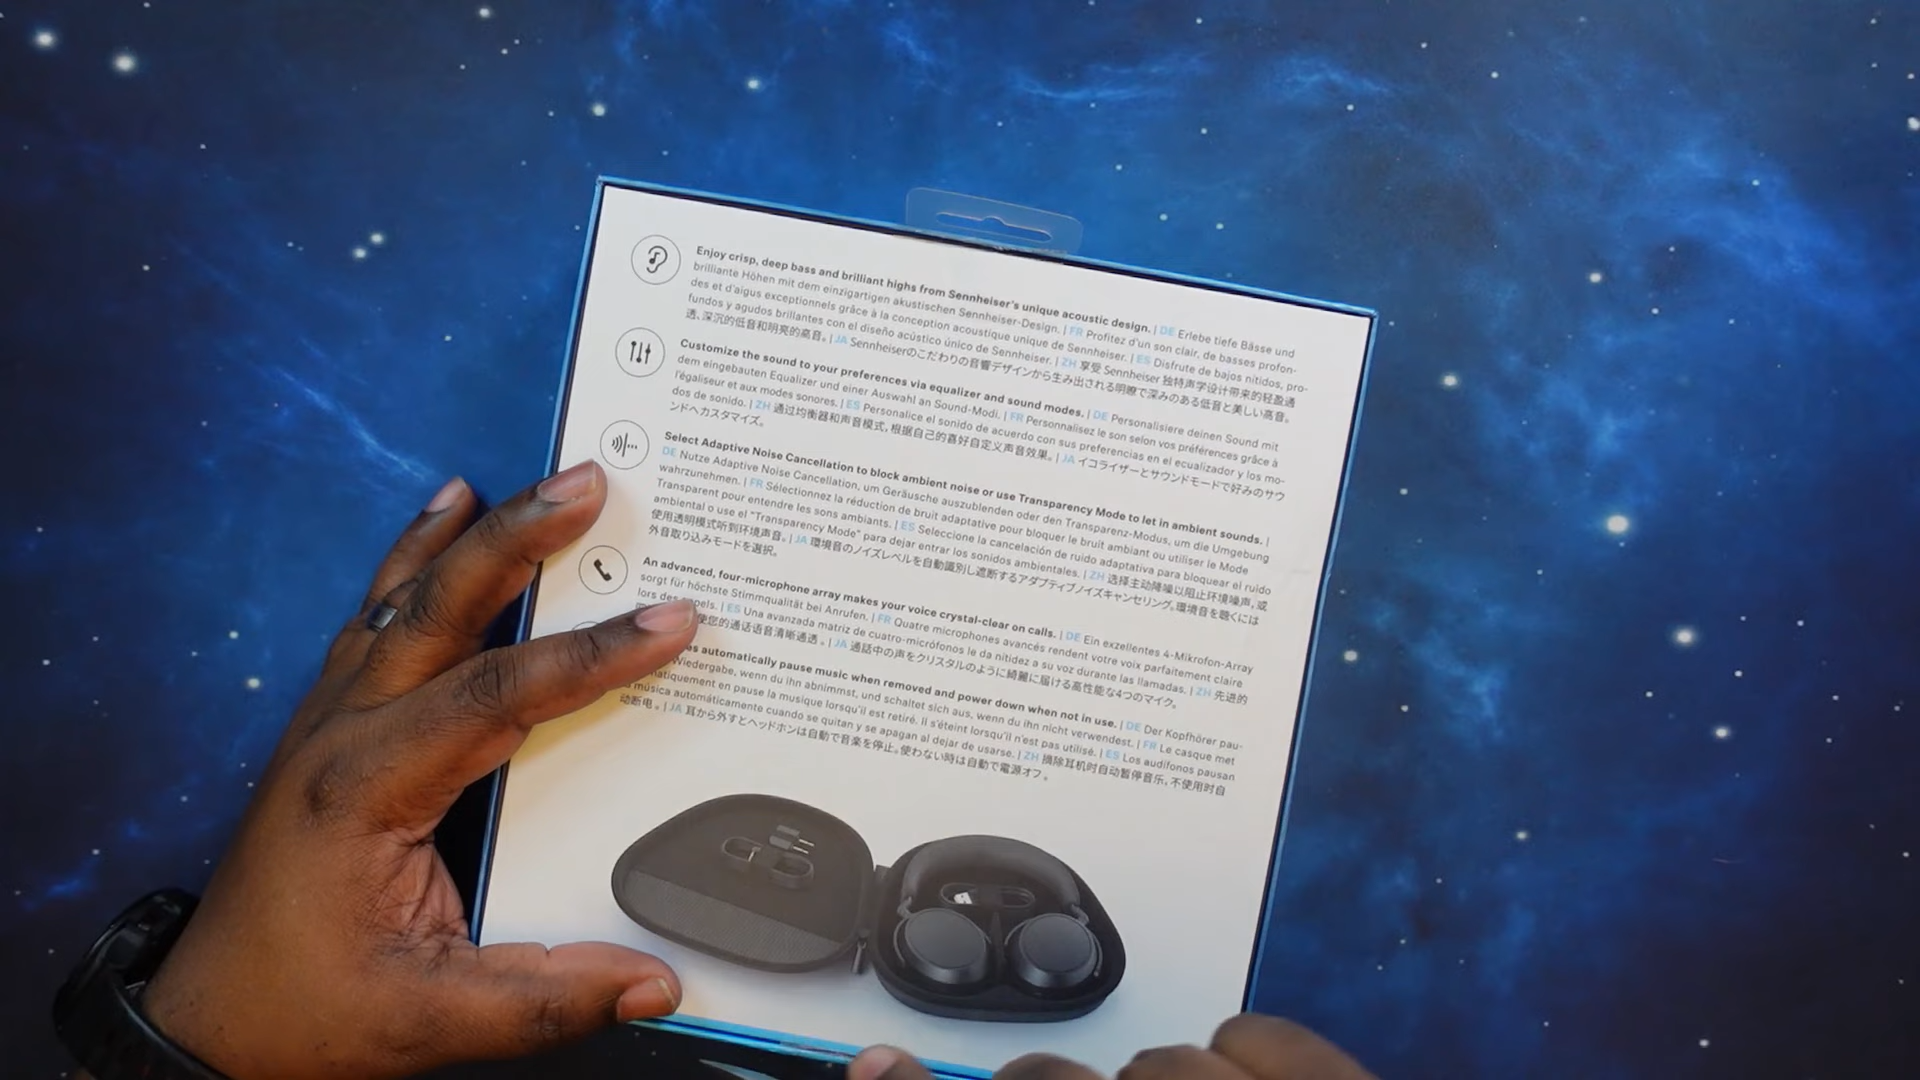 Enjoy crisp, deep bass and brilliant highs from Sennheiser's unique acoustic design. | DE Erlebe tiefe Bässe und
brilliante Höhen mit dem einzigartigen akustischen Sennheiser-Design. | FR Profitez d'un son clair, de basses profon-
des et d'aigus exceptionnels grâce à la conception acoustique unique de Sennheiser. | ES Disfrute de bajos nítidos, pro-
fundos y agudos brillantes con el diseño acústico único de Sennheiser. | ZH 享受 Sennheiser 独特声学设计带来的轻盈通
透、深沉的低音和明亮的高音。 | JA Sennheiserのこだわりの音響デザインから生み出される明瞭で深みのある低音と美しい高音。
Customize the sound to your preferences via equalizer and sound modes. | DE Personalisiere deinen Sound mit
dem eingebauten Equalizer und einer Auswahl an Sound-Modi. | FR Personnalisez le son selon vos préférences grâce à
l'égaliseur et aux modes sonores. | ES Personalice el sonido de acuerdo con sus preferencias en el ecualizador y los mo-
dos de sonido. | ZH 通过均衡器和声音模式,根据自己的喜好自定义声音效果。 | JA イコライザーとサウンドモードで好みのサウ
ンドへカスタマイズ。
Select Adaptive Noise Cancellation to block ambient noise or use Transparency Mode to let in ambient sounds. |
DE Nutze Adaptive Noise Cancellation, um Geräusche auszublenden oder den Transparenz-Modus, um die Umgebung
wahrzunehmen. | FR Sélectionnez la réduction de bruit adaptative pour bloquer le bruit ambiant ou utiliser le Mode
Transparent pour entendre les sons ambiants. | ES Seleccione la cancelación de ruido adaptativa para bloquear el ruido
ambiental o use el "Transparency Mode" para dejar entrar los sonidos ambientales. | ZH 选择主动降噪以阻止环境噪声,或
使用透明模式听到环境声音。 | JA 環境音のノイズレベルを自動識別し遮断するアダプティブノイズキャンセリング。環境音を聴くには
外音取り込みモードを選択。
An advanced, four-microphone array makes your voice crystal-clear on calls. | DE Ein exzellentes 4-Mikrofon-Array
sorgt für höchste Stimmqualität bei Anrufen. | FR Quatre microphones avancés rendent votre voix parfaitement claire
lors des | ES Una avanzada matriz de cuatro-micrófonos le da nitidez a su voz durante las llamadas. | ZH 先进的
使您的通话语音清晰通透。 | JA 通話中の声をクリスタルのように綺麗に届ける高性能な4つのマイク。
automatically pause music when removed and power down when not in use. | DE Der Kopfhörer pau-
Wiedergabe, wenn du ihn abnimmst, und schaltet sich aus, wenn du ihn nicht verwendest. | FR Le casque met
en pause la musique lorsqu'il est retiré. Il s'éteint lorsqu'il n'est pas utilisé. | ES Los audífonos pausan
música automáticamente cuando se quitan y se apagan al dejar de usarse. | ZH 摘除耳机时自动暂停音乐,不使用时自
动断电。 | JA 耳から外すとヘッドホンは自動で音楽を停止。使わない時は自動で電源オフ。